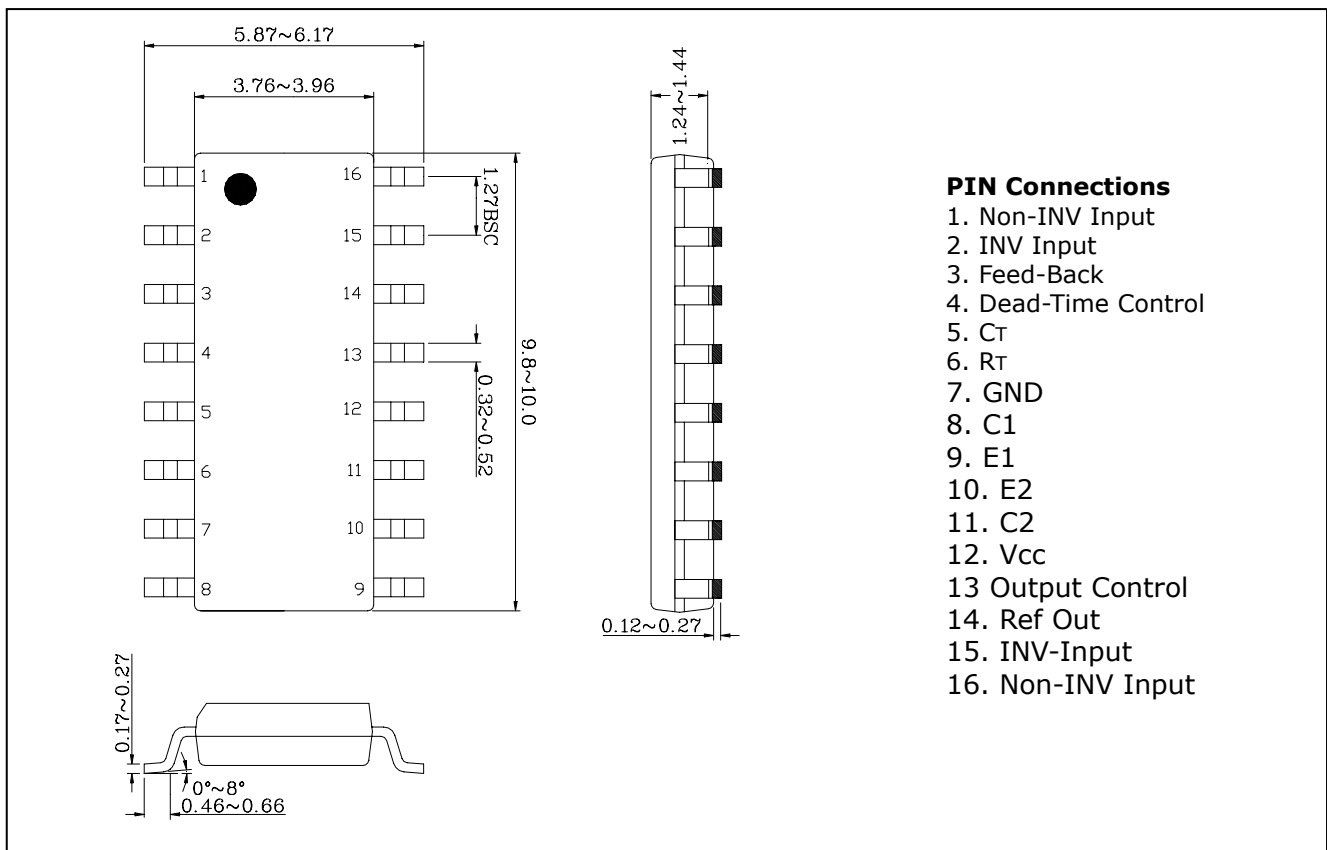 5.87~6.17
3.76~3.96
1.24~1.44
1 16
1.27BSC
2 15
3 14
4 13
0.32~0.52
9.8~10.0
5 12
6 11
7 10
8 9
0.12~0.27
0.17~0.27
0°~8°
0.46~0.66
PIN Connections
1. Non-INV Input
2. INV Input
3. Feed-Back
4. Dead-Time Control
5. CT
6. RT
7. GND
8. C1
9. E1
10. E2
11. C2
12. Vcc
13 Output Control
14. Ref Out
15. INV-Input
16. Non-INV Input